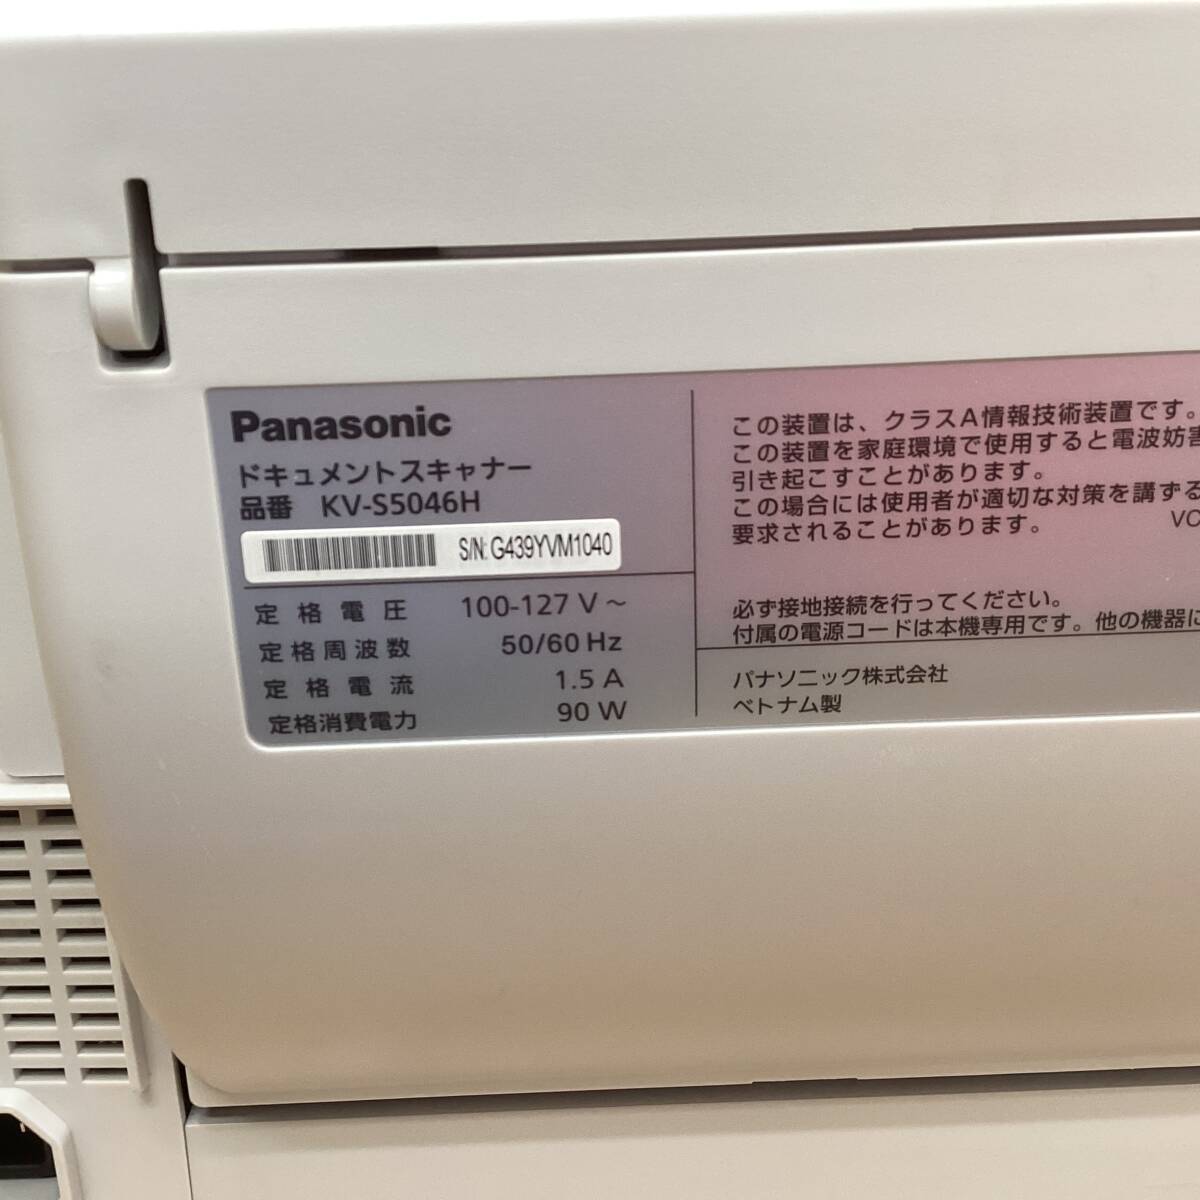 Panasonic
ドキュメントスキャナー
品番 KV-S5046H
S/N: G439YVM1040
定格電圧 100-127 V～
定格周波数 50/60 Hz
定格電流 1.5 A
定格消費電力 90 W
この装置は、クラスA情報技術装置です。
この装置を家庭環境で使用すると電波妨害
引き起こすことがあります。
この場合には使用者が適切な対策を講ずる
要求されることがあります。
VC
必ず接地接続を行ってください。
付属の電源コードは本機専用です。他の機器に
パナソニック株式会社
ベトナム製